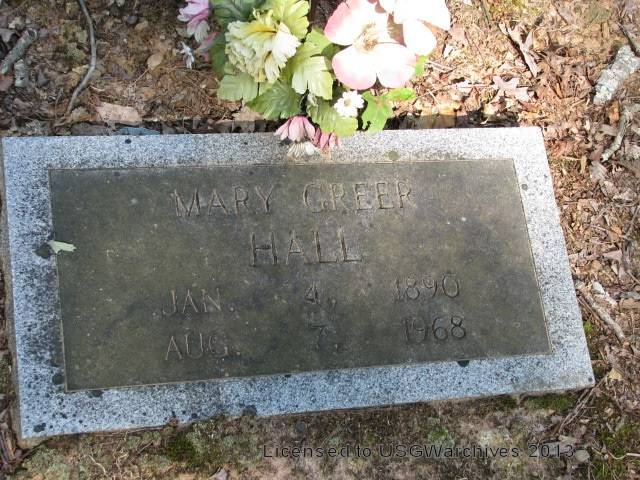 MARY GREER
HALL
JAN. 4, 1890
AUG. 7, 1968
Licensed to USGWarchives 2013